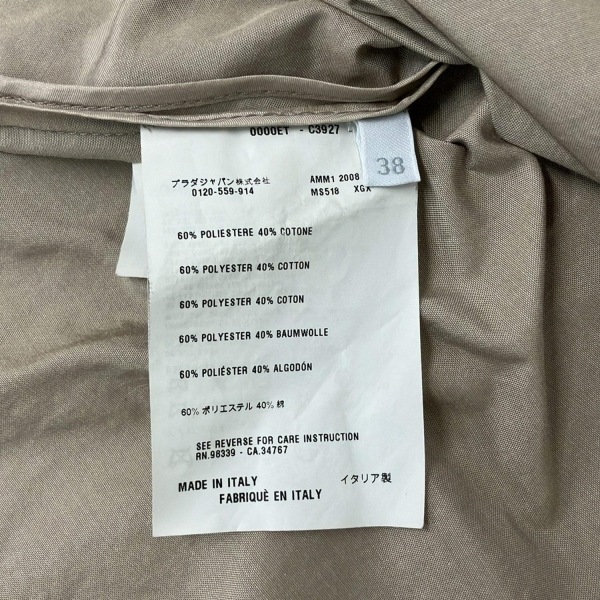 0000ET - C3927
38
プラダジャパン株式会社 AMM1 2008
0120-559-914 MS518 XGX
60% POLIESTERE 40% COTONE
60% POLYESTER 40% COTTON
60% POLYESTER 40% COTON
60% POLYESTER 40% BAUMWOLLE
60% POLIÉSTER 40% ALGODÓN
60% ポリエステル 40% 棉
SEE REVERSE FOR CARE INSTRUCTION
RN.98339 - CA.34767
MADE IN ITALY イタリア製
FABRIQUÈ EN ITALY